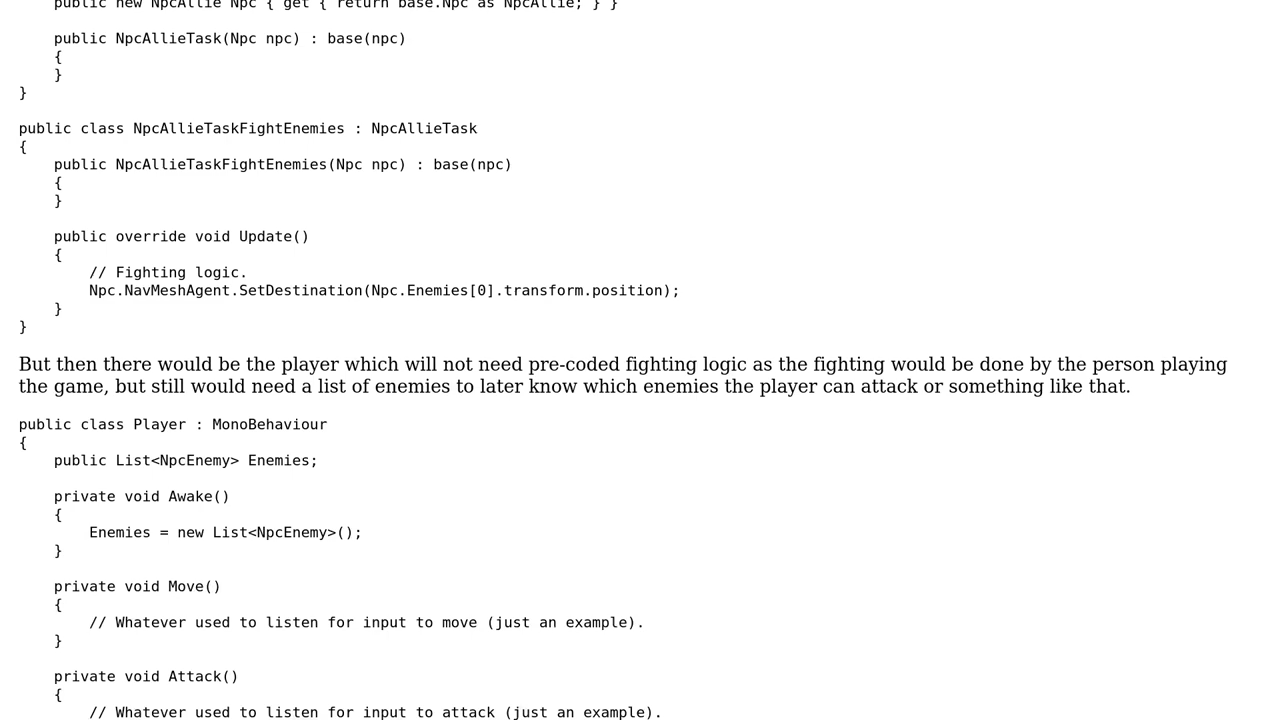 public new NpcAllie Npc { get { return base.Npc as NpcAllie; } }
public NpcAllieTask(Npc npc) : base(npc)
{
}
}
public class NpcAllieTaskFightEnemies : NpcAllieTask
{
public NpcAllieTaskFightEnemies(Npc npc) : base(npc)
{
}
public override void Update()
{
// Fighting logic.
Npc.NavMeshAgent.SetDestination(Npc.Enemies[0].transform.position);
}
}
But then there would be the player which will not need pre-coded fighting logic as the fighting would be done by the person playing
the game, but still would need a list of enemies to later know which enemies the player can attack or something like that.
public class Player : MonoBehaviour
{
public List<NpcEnemy> Enemies;
private void Awake()
{
Enemies = new List<NpcEnemy>();
}
private void Move()
{
// Whatever used to listen for input to move (just an example).
}
private void Attack()
{
// Whatever used to listen for input to attack (just an example).